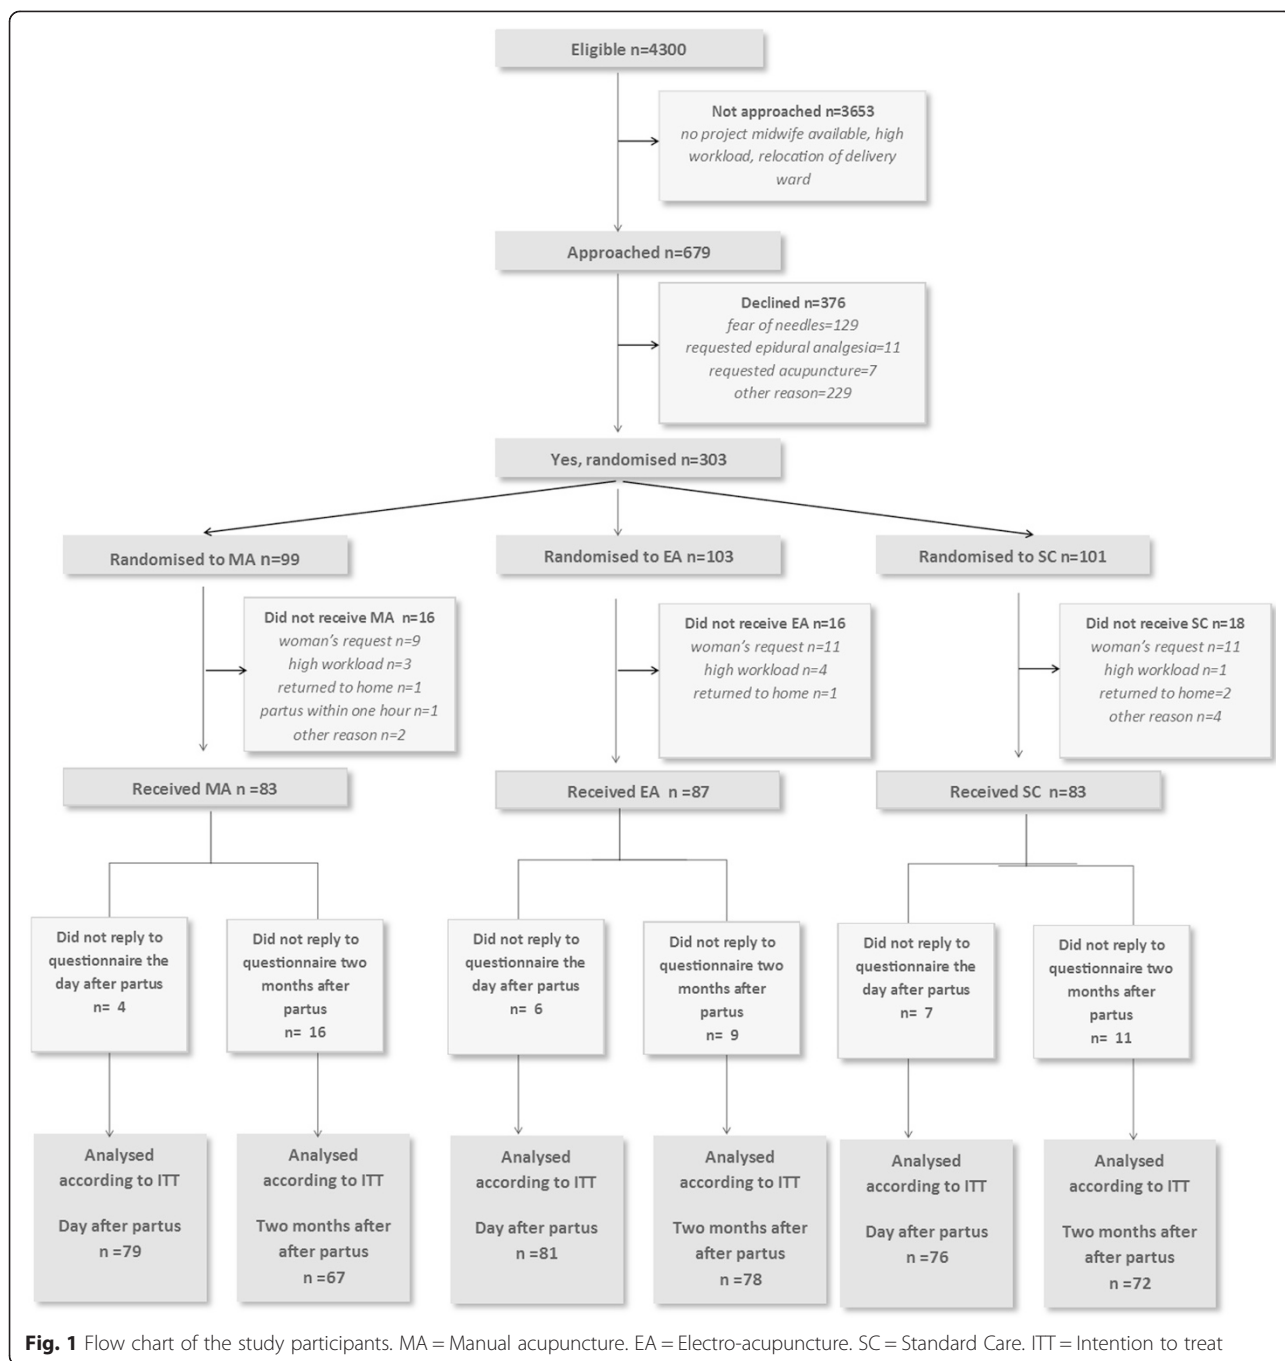 Eligible n=4300
Not approached n=3653
no project midwife available, high
workload, relocation of delivery
ward
Approached n=679
Declined n=376
fear of needles=129
requested epidural analgesia=11
requested acupuncture=7
other reason=229
Yes, randomised n=303
Randomised to MA n=99
Randomised to EA n=103
Randomised to SC n=101
Did not receive MA n=16
woman's request n=9
high workload n=3
returned to home n=1
partus within one hour n=1
other reason n=2
Did not receive EA n=16
woman's request n=11
high workload n=4
returned to home n=1
Did not receive SC n=18
woman's request n=11
high workload n=1
returned to home=2
other reason n=4
Received MA n =83
Received EA n =87
Received SC n=83
Did not reply to
questionnaire the
day after partus
n= 4
Did not reply to
questionnaire two
months after
partus
n= 16
Did not reply to
questionnaire the
day after partus
n= 6
Did not reply to
questionnaire two
months after
partus
n= 9
Did not reply to
questionnaire the
day after partus
n= 7
Did not reply to
questionnaire two
months after
partus
n= 11
Analysed
according to ITT
Day after partus
n =79
Analysed
according to ITT
Two months after
after partus
n =67
Analysed
according to ITT
Day after partus
n =81
Analysed
according to ITT
Two months after
after partus
n =78
Analysed
according to ITT
Day after partus
n =76
Analysed
according to ITT
Two months after
after partus
n =72
Fig. 1 Flow chart of the study participants. MA = Manual acupuncture. EA = Electro-acupuncture. SC = Standard Care. ITT = Intention to treat